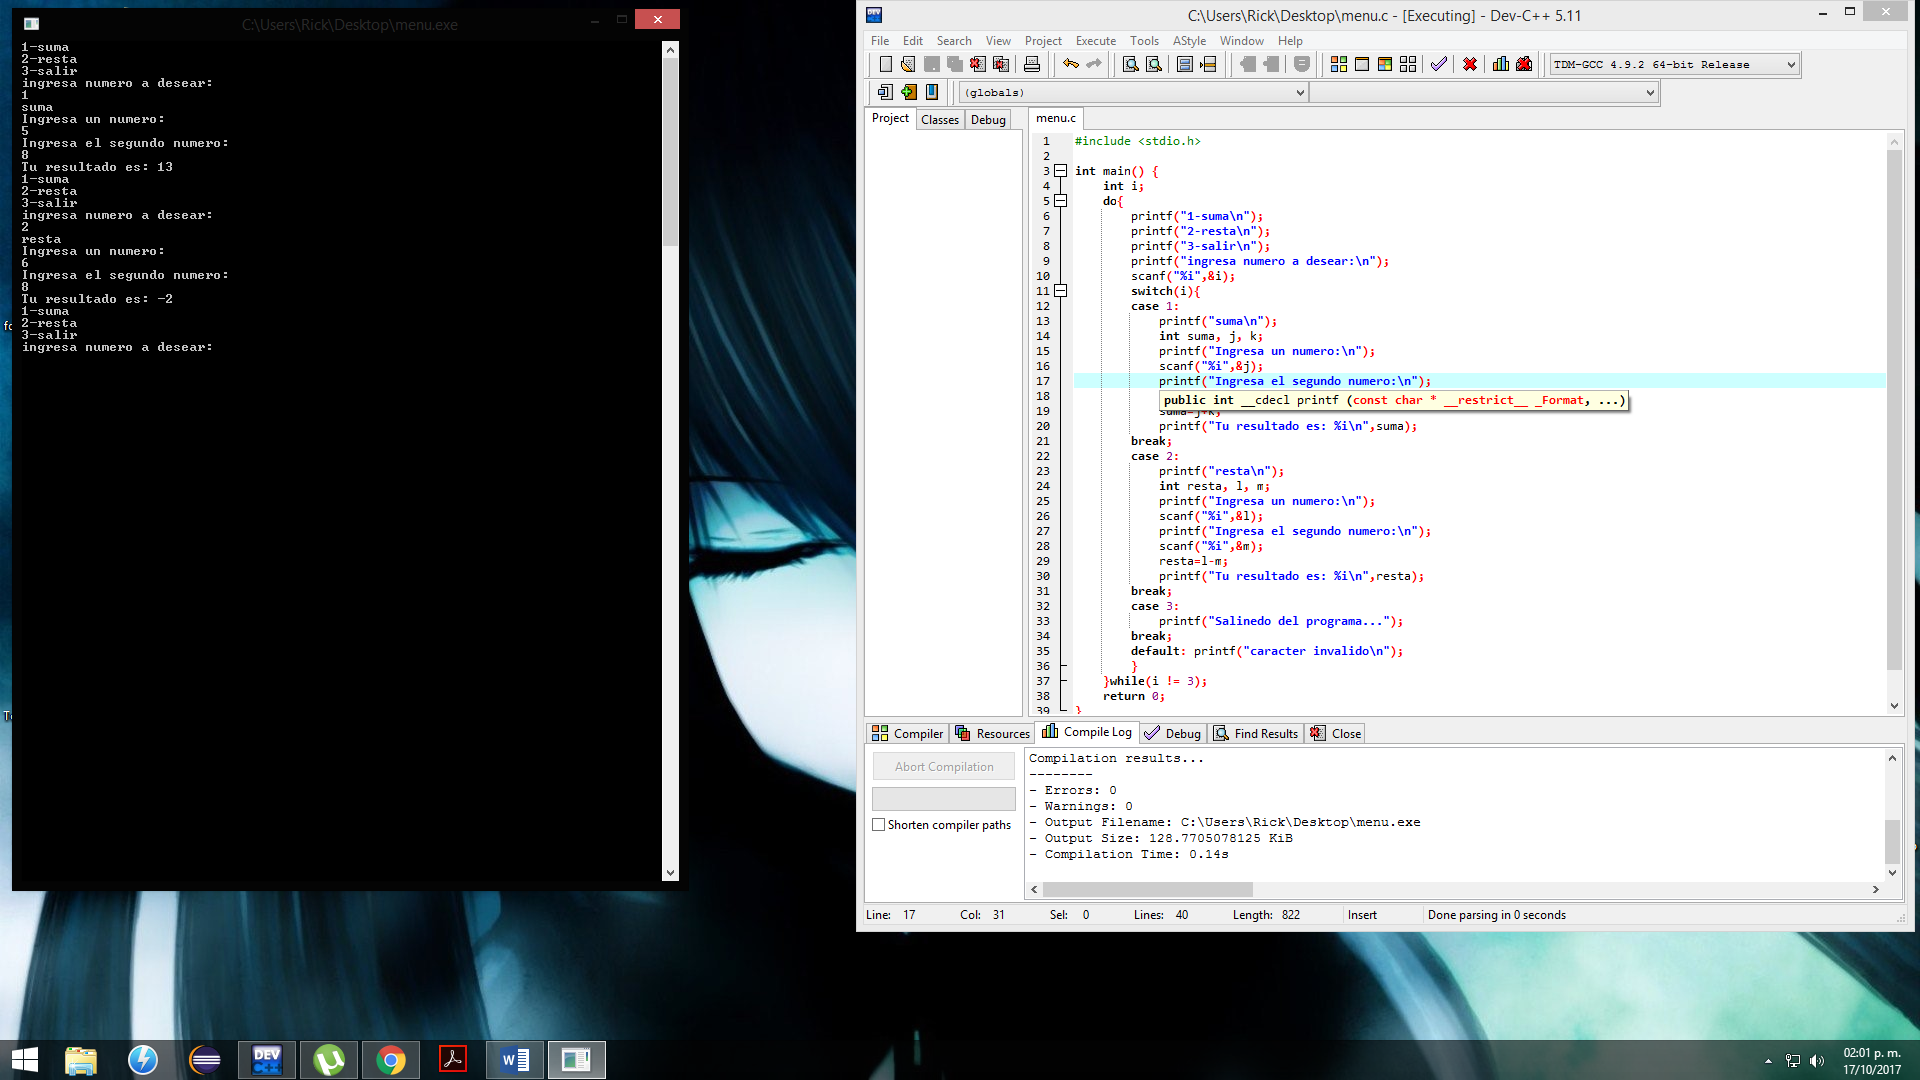 C:\Users\Rick\Desktop\menu.exe
1-suma
2-resta
3-salir
ingresa numero a desear:
1
suma
Ingresa un numero:
5
Ingresa el segundo numero:
8
Tu resultado es: 13
1-suma
2-resta
3-salir
ingresa numero a desear:
2
resta
Ingresa un numero:
6
Ingresa el segundo numero:
8
Tu resultado es: -2
1-suma
2-resta
3-salir
ingresa numero a desear:
C:\Users\Rick\Desktop\menu.c - [Executing] - Dev-C++ 5.11
File Edit Search View Project Execute Tools AStyle Window Help
TDM-GCC 4.9.2 64-bit Release
(globals)
Project Classes Debug
menu.c
1 #include <stdio.h>
2
3 int main() {
4 int i;
5 do{
6 printf("1-suma\n");
7 printf("2-resta\n");
8 printf("3-salir\n");
9 printf("ingresa numero a desear:\n");
10 scanf("%i",&i);
11 switch(i){
12 case 1:
13 printf("suma\n");
14 int suma, j, k;
15 printf("Ingresa un numero:\n");
16 scanf("%i",&j);
17 printf("Ingresa el segundo numero:\n");
18 public int __cdecl printf (const char * __restrict__ _Format, ...)
19 suma=j+k;
20 printf("Tu resultado es: %i\n",suma);
21 break;
22 case 2:
23 printf("resta\n");
24 int resta, l, m;
25 printf("Ingresa un numero:\n");
26 scanf("%i",&l);
27 printf("Ingresa el segundo numero:\n");
28 scanf("%i",&m);
29 resta=l-m;
30 printf("Tu resultado es: %i\n",resta);
31 break;
32 case 3:
33 printf("Salinedo del programa...");
34 break;
35 default: printf("caracter invalido\n");
36 }
37 }while(i != 3);
38 return 0;
39 }
Compiler Resources Compile Log Debug Find Results Close
Abort Compilation
Shorten compiler paths
Compilation results...
--------
- Errors: 0
- Warnings: 0
- Output Filename: C:\Users\Rick\Desktop\menu.exe
- Output Size: 128.7705078125 KiB
- Compilation Time: 0.14s
Line: 17 Col: 31 Sel: 0 Lines: 40 Length: 822 Insert Done parsing in 0 seconds
DEV C++
02:01 p. m.
17/10/2017